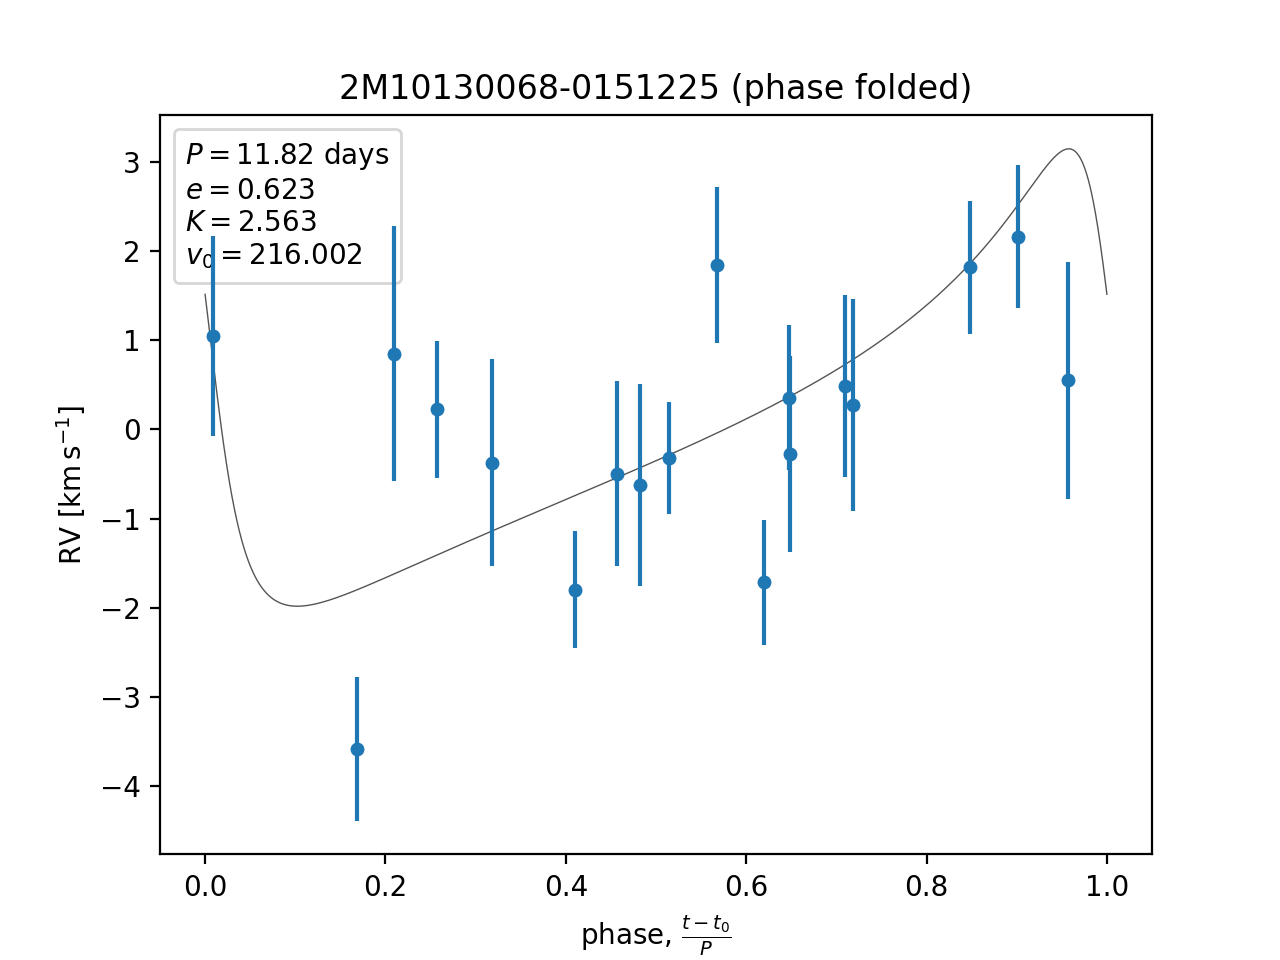 2M10130068-0151225 (phase folded)
P = 11.82 days
e = 0.623
K = 2.563
v₀ = 216.002
RV [km s⁻¹]
3
2
1
0
−1
−2
−3
−4
0.0 0.2 0.4 0.6 0.8 1.0
phase, (t − t₀)/P